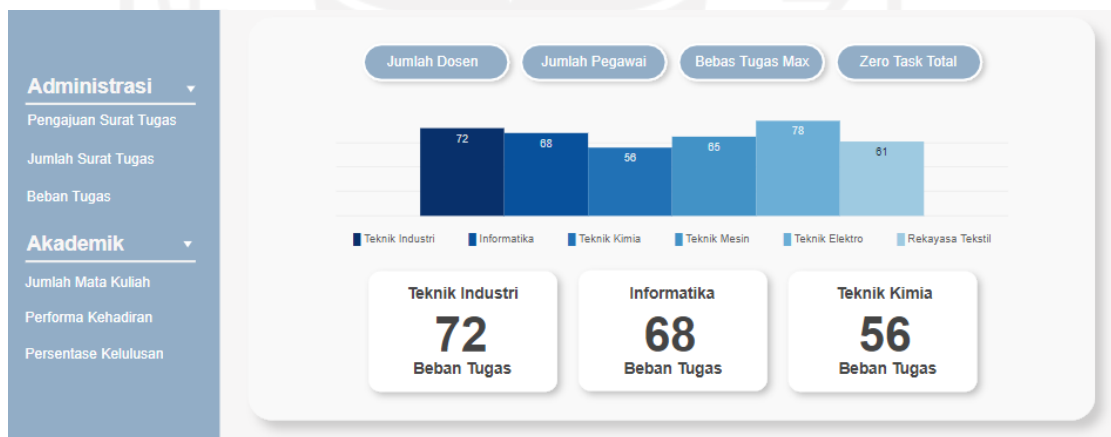 Administrasi
Pengajuan Surat Tugas
Jumlah Surat Tugas
Beban Tugas
Akademik
Jumlah Mata Kuliah
Performa Kehadiran
Persentase Kelulusan
Jumlah Dosen
Jumlah Pegawai
Bebas Tugas Max
Zero Task Total
72 68 56 65 78 61
Teknik Industri Informatika Teknik Kimia Teknik Mesin Teknik Elektro Rekayasa Tekstil
Teknik Industri
72
Beban Tugas
Informatika
68
Beban Tugas
Teknik Kimia
56
Beban Tugas